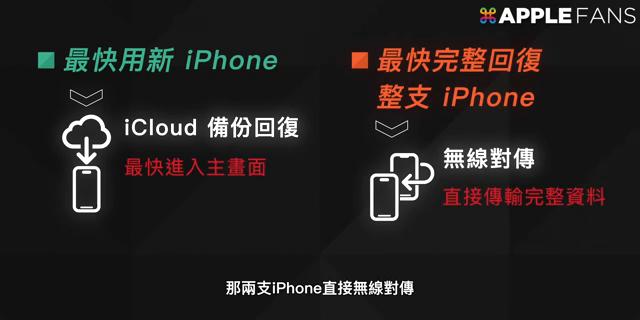 APPLEFANS
最快用新 iPhone
iCloud 備份回復
最快進入主畫面
最快完整回復
整支 iPhone
無線對傳
直接傳輸完整資料
那兩支iPhone直接無線對傳